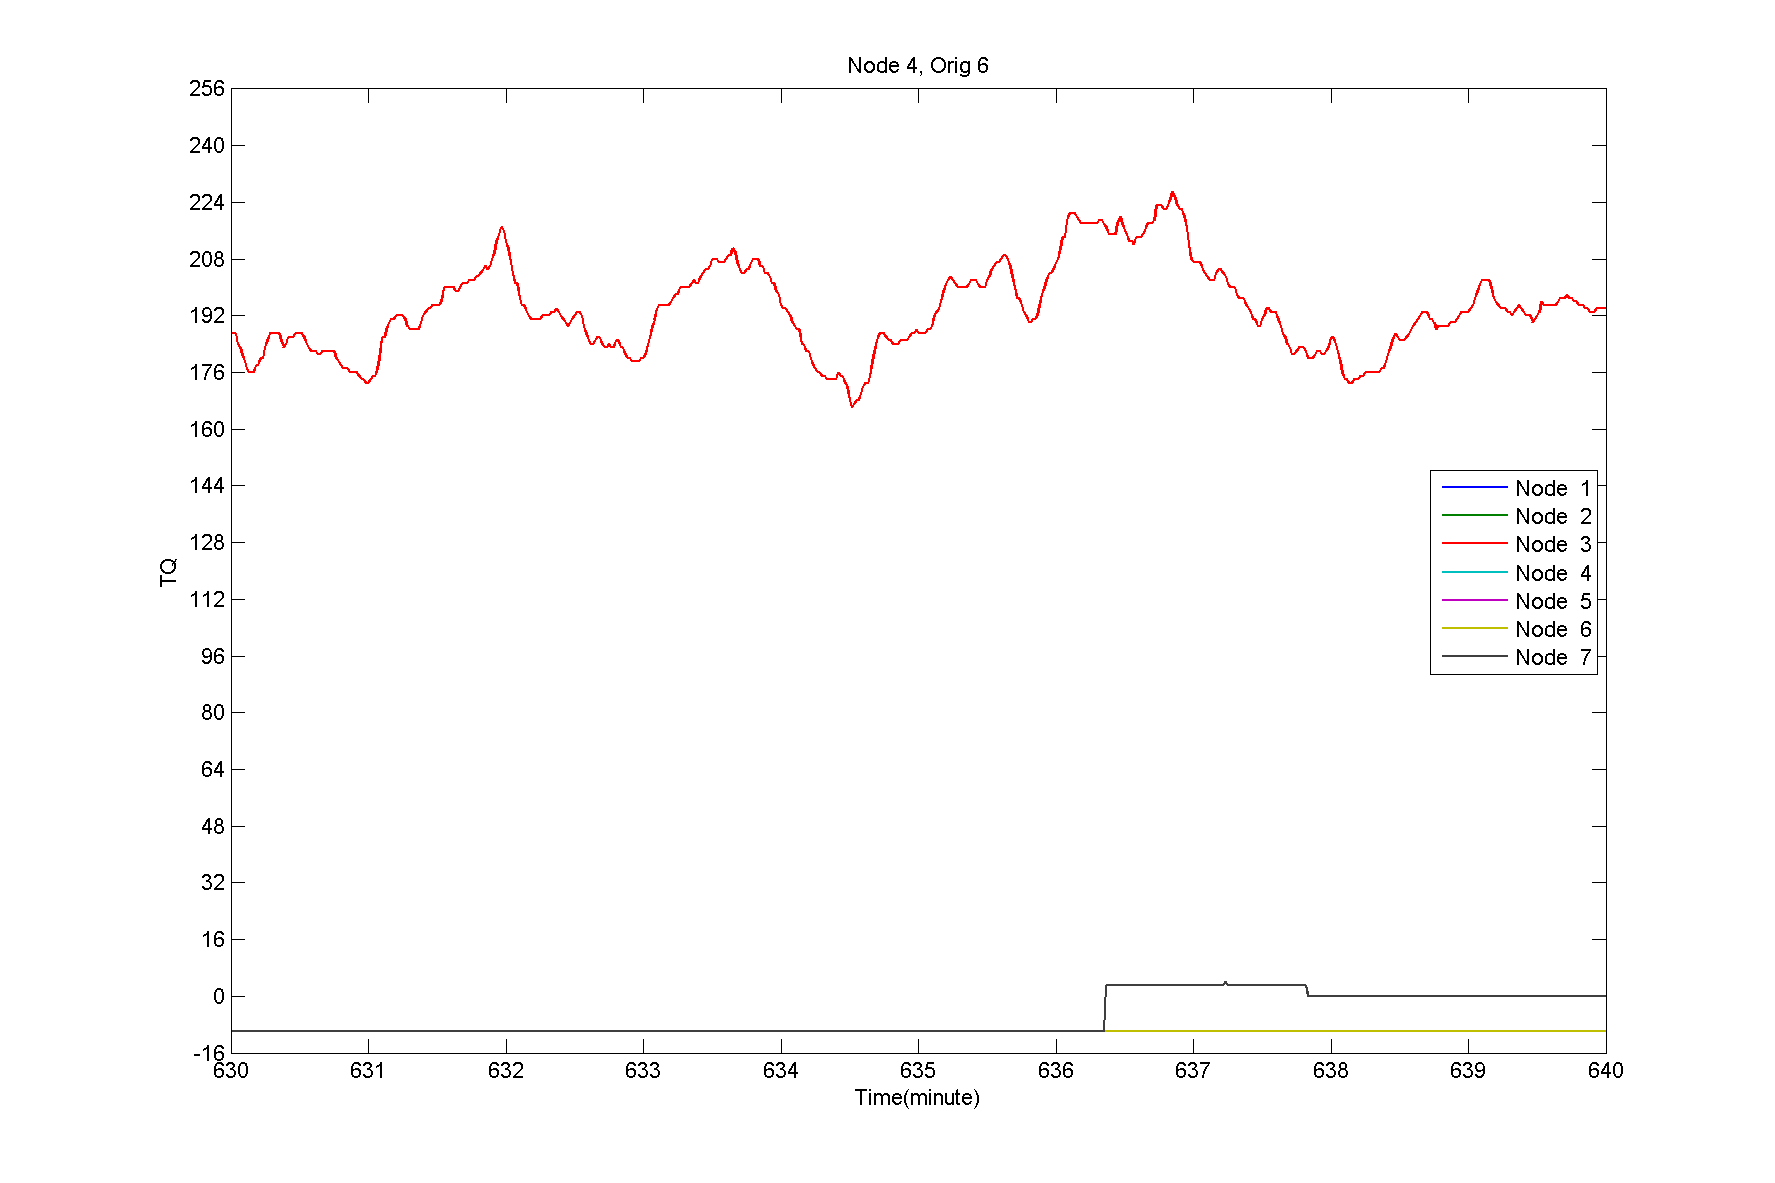 Node 4, Orig 6
256
240
224
208
192
176
160
144
128
112
96
80
64
48
32
16
0
-16
TQ
Node 1
Node 2
Node 3
Node 4
Node 5
Node 6
Node 7
630 631 632 633 634 635 636 637 638 639 640
Time(minute)